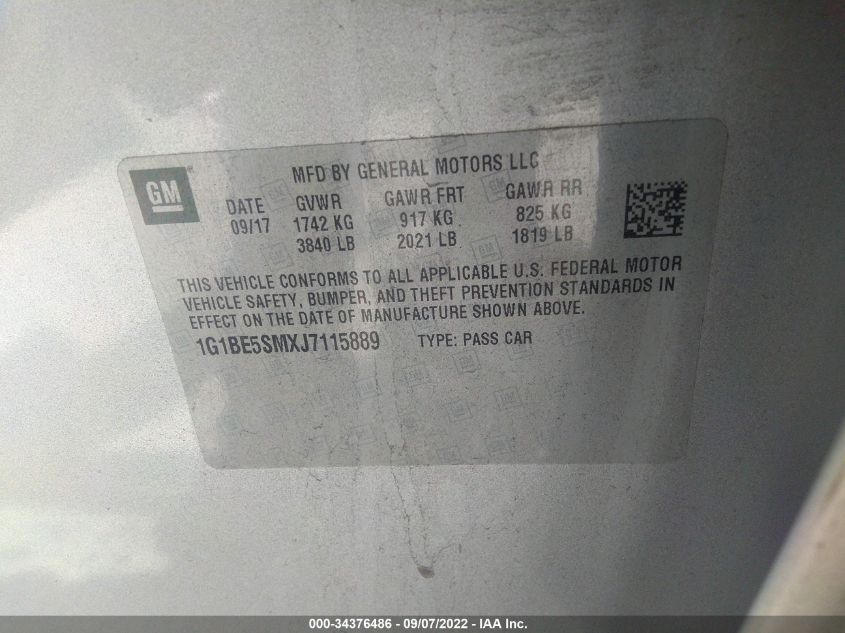 GM
MFD BY GENERAL MOTORS LLC
DATE GVWR GAWR FRT GAWR RR
09/17 1742 KG 917 KG 825 KG
3840 LB 2021 LB 1819 LB
THIS VEHICLE CONFORMS TO ALL APPLICABLE U.S. FEDERAL MOTOR
VEHICLE SAFETY, BUMPER, AND THEFT PREVENTION STANDARDS IN
EFFECT ON THE DATE OF MANUFACTURE SHOWN ABOVE.
1G1BE5SMXJ7115889 TYPE: PASS CAR
000-34376486 - 09/07/2022 - IAA Inc.